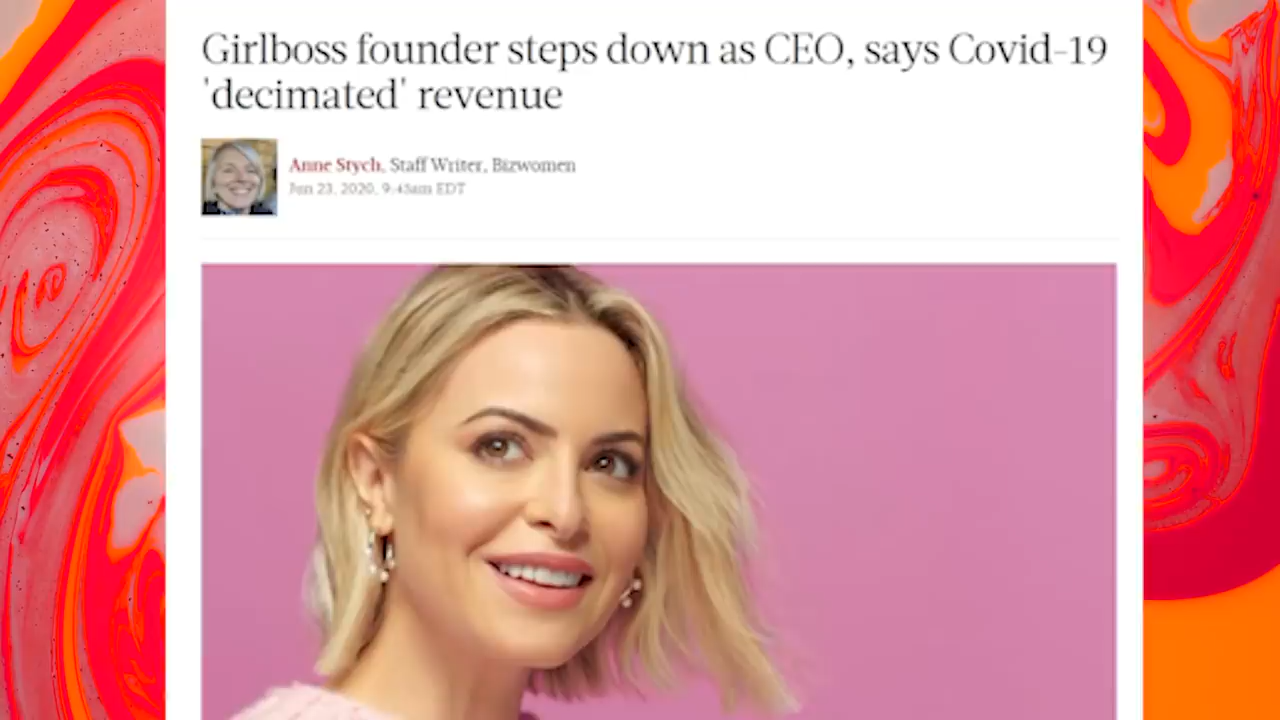 Girlboss founder steps down as CEO, says Covid-19
'decimated' revenue
Anne Stych, Staff Writer, Bizwomen
Jun 23, 2020, 9:43am EDT